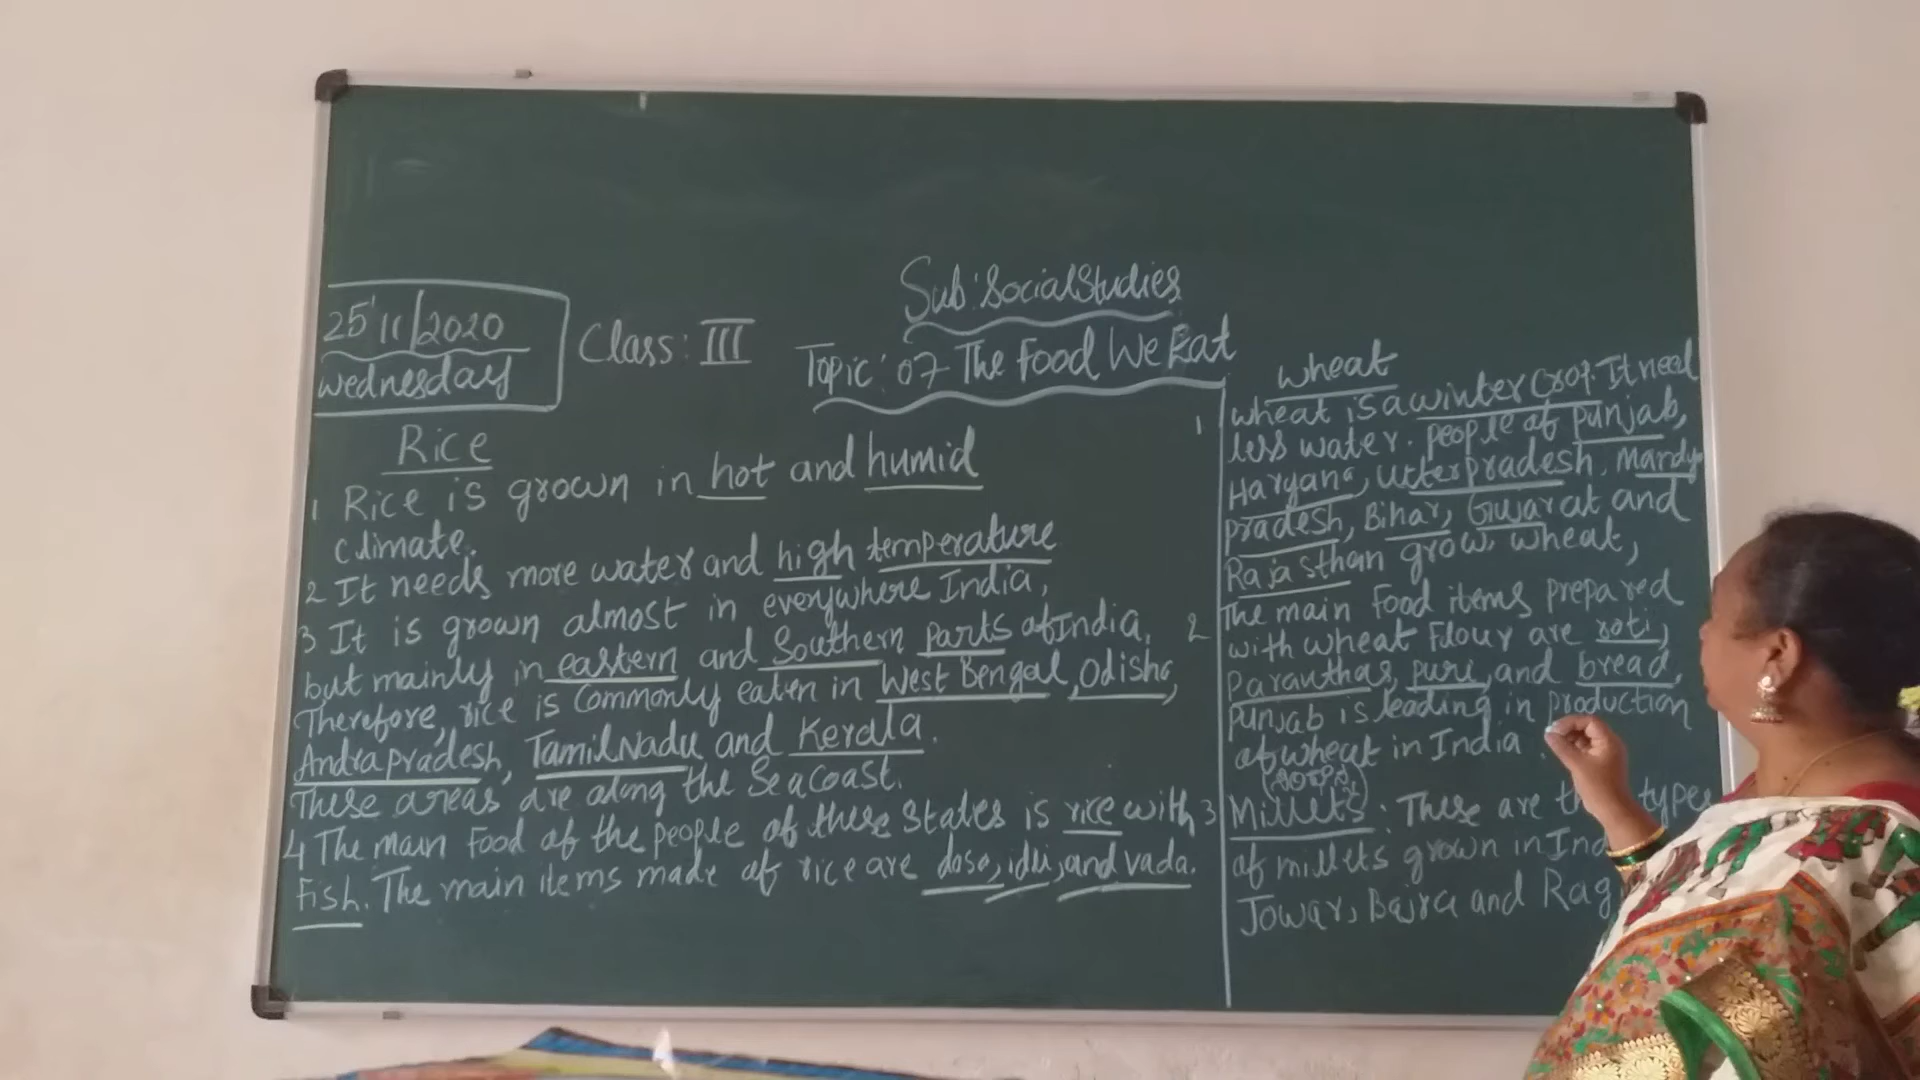 Sub: Social Studies
25/11/2020
Wednesday
Class: III
Topic: 07 The Food We Eat
Rice
1 Rice is grown in hot and humid
climate.
2 It needs more water and high temperature
3 It is grown almost in everywhere India,
but mainly in eastern and Southern parts of India.
Therefore, rice is Commonly eaten in West Bengal, Odisha,
Andra pradesh, Tamil Nadu and Kerala.
These areas are along the Sea Coast.
4 The main Food of the people of these States is rice with
Fish. The main items made of rice are dosa, idli, and vada.
Wheat
1 Wheat is a winter Crop. It need
less water. people of punjab,
Haryana, Utterpradesh, Mardya
pradesh, Bihar, Gujarat and
Rajasthan grow wheat,
2 The main Food items prepared
with wheat Flour are roti,
Paranthas, puri, and bread.
Punjab is leading in production
of wheat in India.
3 Millets. These are types
of millets grown in Ind
Jowar, Bajra and Rag